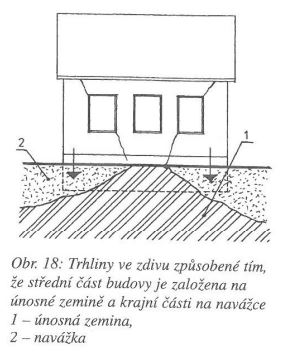 1
2
Obr. 18: Trhliny ve zdivu způsobené tím,
že střední část budovy je založena na
únosné zemině a krajní části na navážce
1 – únosná zemina,
2 – navážka